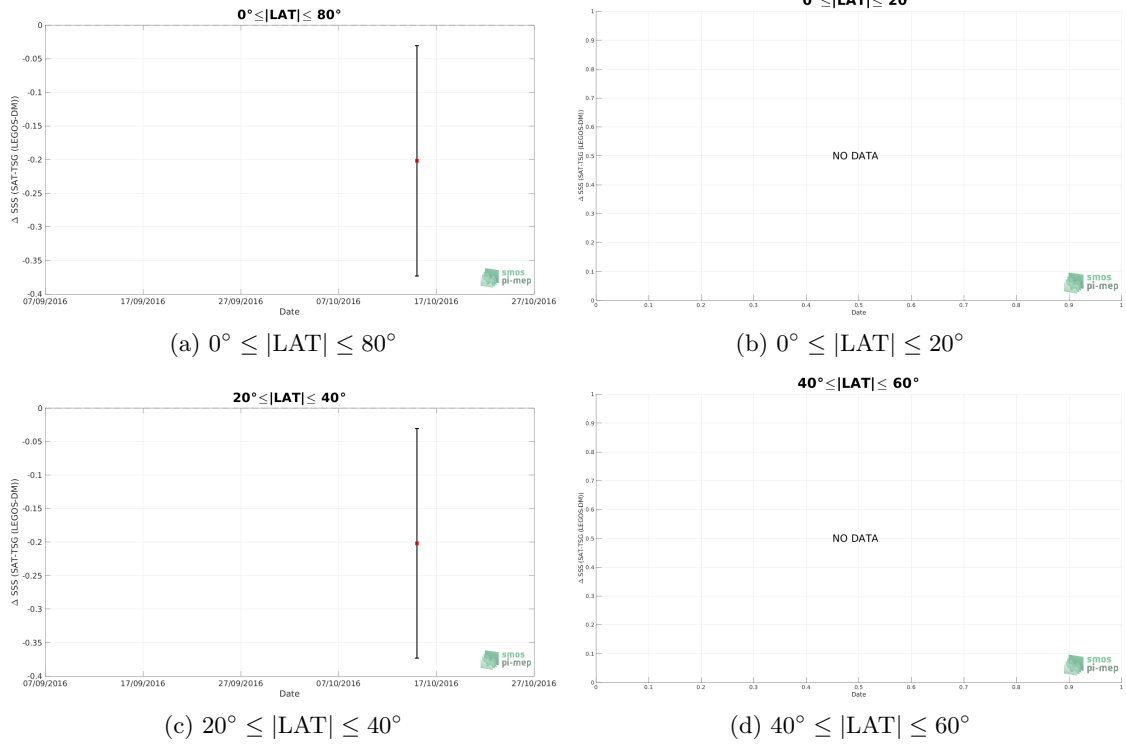 0°≤|LAT|≤ 80°
Δ SSS (SAT-TSG (LEGOS-DM))
0
-0.05
-0.1
-0.15
-0.2
-0.25
-0.3
-0.35
-0.4
07/09/2016 17/09/2016 27/09/2016 07/10/2016 17/10/2016 27/10/2016
Date
smos
pi-mep
(a) 0° ≤ |LAT| ≤ 80°
0°≤|LAT|≤ 20°
Δ SSS (SAT-TSG (LEGOS-DM))
1
0.9
0.8
0.7
0.6
0.5
0.4
0.3
0.2
0.1
0
NO DATA
0 0.1 0.2 0.3 0.4 0.5 0.6 0.7 0.8 0.9 1
Date
smos
pi-mep
(b) 0° ≤ |LAT| ≤ 20°
20°≤|LAT|≤ 40°
Δ SSS (SAT-TSG (LEGOS-DM))
0
-0.05
-0.1
-0.15
-0.2
-0.25
-0.3
-0.35
-0.4
07/09/2016 17/09/2016 27/09/2016 07/10/2016 17/10/2016 27/10/2016
Date
smos
pi-mep
(c) 20° ≤ |LAT| ≤ 40°
40°≤|LAT|≤ 60°
Δ SSS (SAT-TSG (LEGOS-DM))
1
0.9
0.8
0.7
0.6
0.5
0.4
0.3
0.2
0.1
0
NO DATA
0 0.1 0.2 0.3 0.4 0.5 0.6 0.7 0.8 0.9 1
Date
smos
pi-mep
(d) 40° ≤ |LAT| ≤ 60°